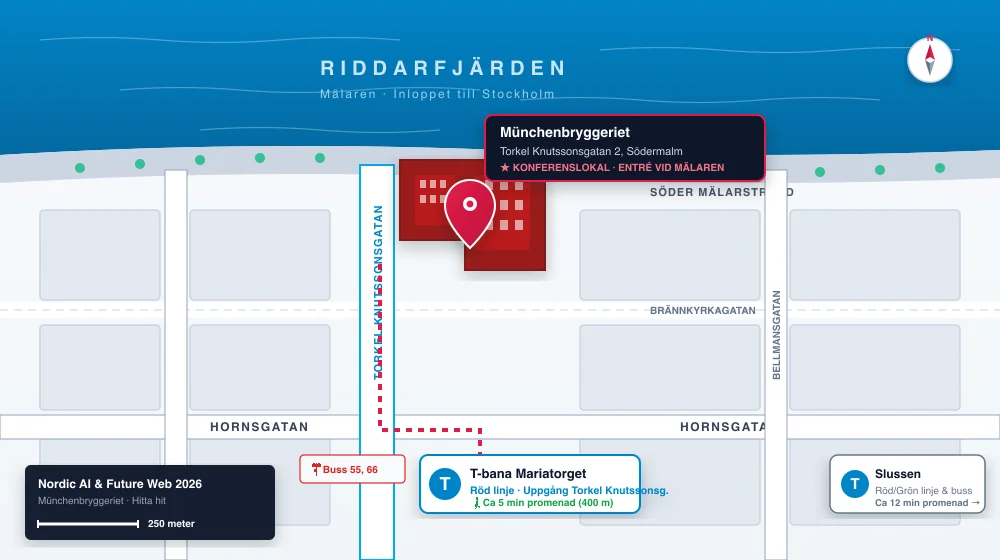 N
RIDDARFJÄRDEN
Mälaren · Inloppet till Stockholm
Münchenbryggeriet
Torkel Knutssonsgatan 2, Södermalm
★ KONFERENSLOKAL · ENTRÉ VID MÄLAREN
SÖDER MÄLARSTR D
TORKEL KNUTSSONSGATAN
BRÄNNKYRKAGATAN
BELLMANSGATAN
HORNSGATAN
HORNSGATA
Buss 55, 66
T
T-bana Mariatorget
Röd linje · Uppgång Torkel Knutssonsg.
Ca 5 min promenad (400 m)
T
Slussen
Röd/Grön linje & buss
Ca 12 min promenad →
Nordic AI & Future Web 2026
Münchenbryggeriet · Hitta hit
250 meter